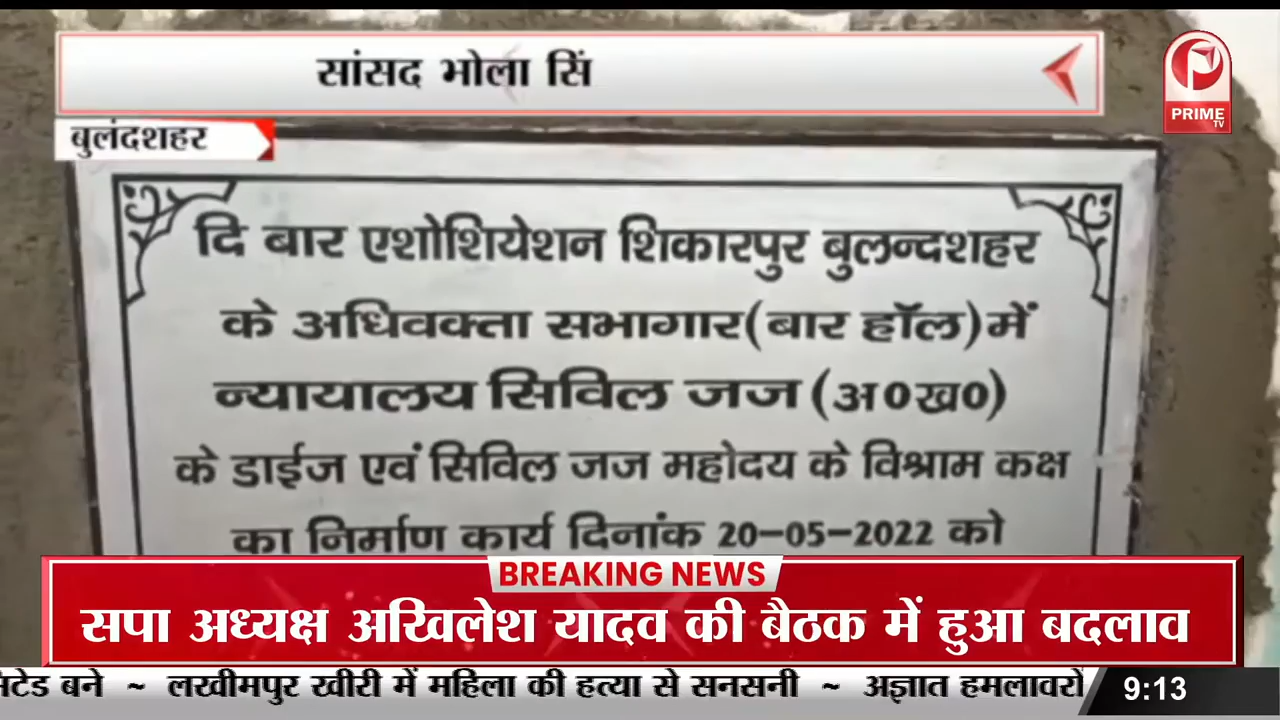 सांसद भोला सिं
PRIME
TV
बुलंदशहर
दि बार एशोशियेशन शिकारपुर बुलन्दशहर
के अधिवक्ता सभागार(बार हॉल)में
न्यायालय सिविल जज (अ०ख०)
के डाईज एवं सिविल जज महोदय के विश्राम कक्ष
का निर्माण कार्य दिनांक 20-05-2022 को
BREAKING NEWS
सपा अध्यक्ष अखिलेश यादव की बैठक में हुआ बदलाव
टेड बने ~ लखीमपुर खीरी में महिला की हत्या से सनसनी ~ अज्ञात हमलावरों
9:13